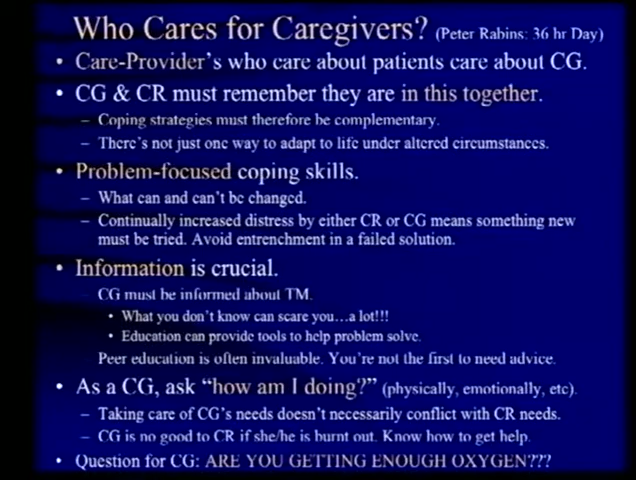 Who Cares for Caregivers? (Peter Rabins: 36 hr Day)
• Care-Provider's who care about patients care about CG.
• CG & CR must remember they are in this together.
– Coping strategies must therefore be complementary.
– There's not just one way to adapt to life under altered circumstances.
• Problem-focused coping skills.
– What can and can't be changed.
– Continually increased distress by either CR or CG means something new
must be tried. Avoid entrenchment in a failed solution.
• Information is crucial.
CG must be informed about TM.
• What you don't know can scare you…a lot!!!
• Education can provide tools to help problem solve.
Peer education is often invaluable. You're not the first to need advice.
• As a CG, ask “how am I doing?” (physically, emotionally, etc).
– Taking care of CG's needs doesn't necessarily conflict with CR needs.
– CG is no good to CR if she/he is burnt out. Know how to get help.
• Question for CG: ARE YOU GETTING ENOUGH OXYGEN???